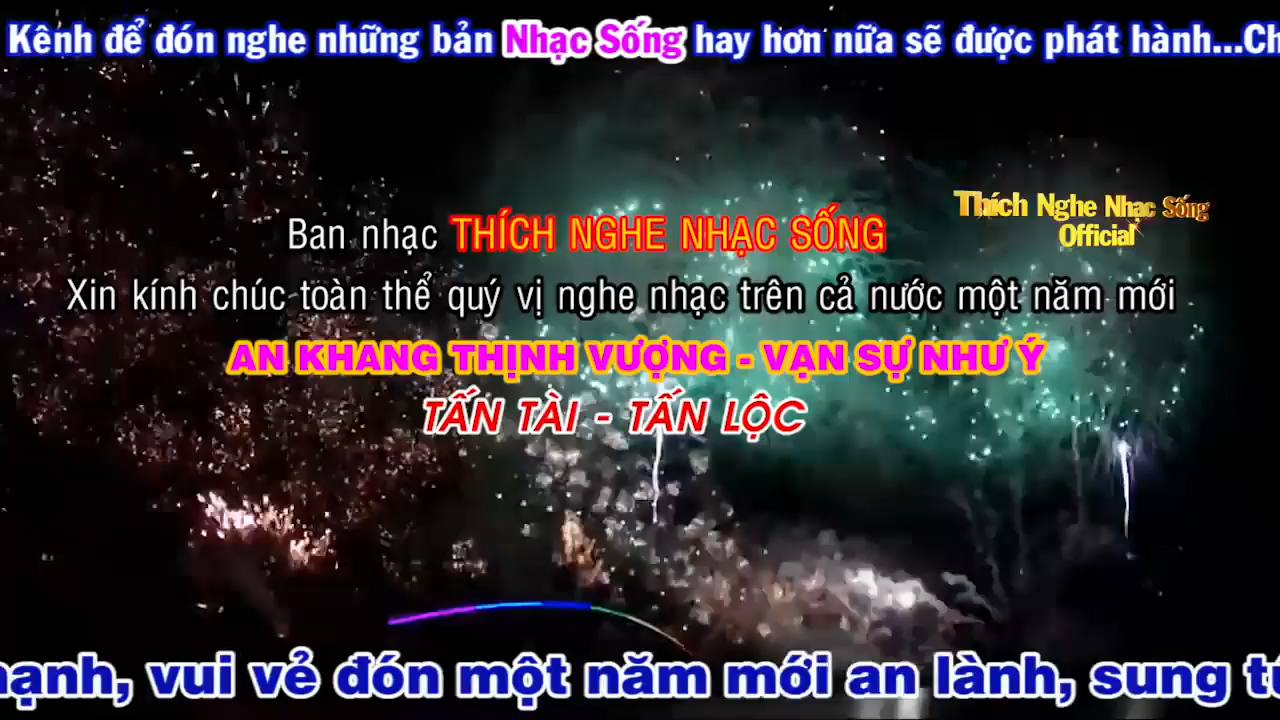 Kênh để đón nghe những bản Nhạc Sống hay hơn nữa sẽ được phát hành...Ch
Thích Nghe Nhạc Sống
Official
Ban nhạc THÍCH NGHE NHẠC SỐNG
Xin kính chúc toàn thể quý vị nghe nhạc trên cả nước một năm mới
AN KHANG THỊNH VƯỢNG - VẠN SỰ NHƯ Ý
TẤN TÀI - TẤN LỘC
mạnh, vui vẻ đón một năm mới an lành, sung tú